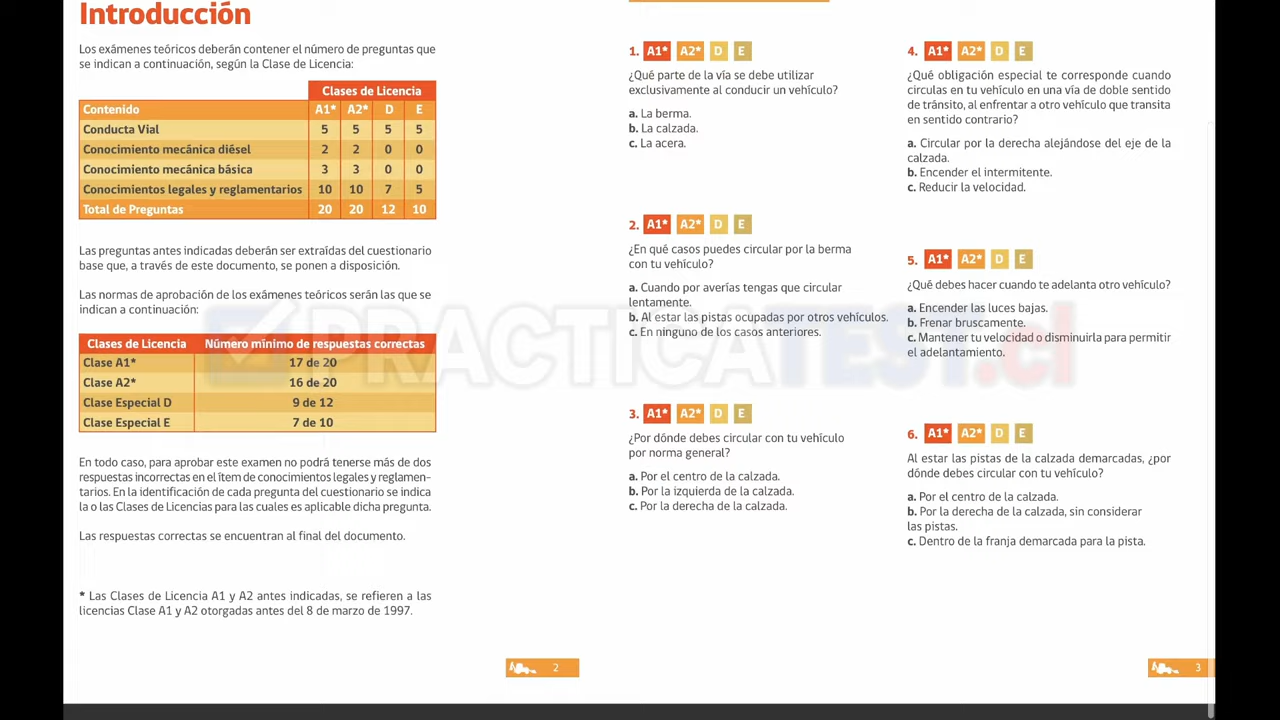 Introducción
Los exámenes teóricos deberán contener el número de preguntas que
se indican a continuación, según la Clase de Licencia:
Clases de Licencia
Contenido A1* A2* D E
Conducta Vial 5 5 5 5
Conocimiento mecánica diésel 2 2 0 0
Conocimiento mecánica básica 3 3 0 0
Conocimientos legales y reglamentarios 10 10 7 5
Total de Preguntas 20 20 12 10
Las preguntas antes indicadas deberán ser extraídas del cuestionario
base que, a través de este documento, se ponen a disposición.
Las normas de aprobación de los exámenes teóricos serán las que se
indican a continuación:
Clases de Licencia Número mínimo de respuestas correctas
Clase A1* 17 de 20
Clase A2* 16 de 20
Clase Especial D 9 de 12
Clase Especial E 7 de 10
En todo caso, para aprobar este examen no podrá tenerse más de dos
respuestas incorrectas en el ítem de conocimientos legales y reglamen-
tarios. En la identificación de cada pregunta del cuestionario se indica
la o las Clases de Licencias para las cuales es aplicable dicha pregunta.
Las respuestas correctas se encuentran al final del documento.
* Las Clases de Licencia A1 y A2 antes indicadas, se refieren a las
licencias Clase A1 y A2 otorgadas antes del 8 de marzo de 1997.
2
1. A1* A2* D E
¿Qué parte de la vía se debe utilizar
exclusivamente al conducir un vehículo?
a. La berma.
b. La calzada.
c. La acera.
2. A1* A2* D E
¿En qué casos puedes circular por la berma
con tu vehículo?
a. Cuando por averías tengas que circular
lentamente.
b. Al estar las pistas ocupadas por otros vehículos.
c. En ninguno de los casos anteriores.
3. A1* A2* D E
¿Por dónde debes circular con tu vehículo
por norma general?
a. Por el centro de la calzada.
b. Por la izquierda de la calzada.
c. Por la derecha de la calzada.
4. A1* A2* D E
¿Qué obligación especial te corresponde cuando
circulas en tu vehículo en una vía de doble sentido
de tránsito, al enfrentar a otro vehículo que transita
en sentido contrario?
a. Circular por la derecha alejándose del eje de la
calzada.
b. Encender el intermitente.
c. Reducir la velocidad.
5. A1* A2* D E
¿Qué debes hacer cuando te adelanta otro vehículo?
a. Encender las luces bajas.
b. Frenar bruscamente.
c. Mantener tu velocidad o disminuirla para permitir
el adelantamiento.
6. A1* A2* D E
Al estar las pistas de la calzada demarcadas, ¿por
dónde debes circular con tu vehículo?
a. Por el centro de la calzada.
b. Por la derecha de la calzada, sin considerar
las pistas.
c. Dentro de la franja demarcada para la pista.
3
PRACTICATEST.cl